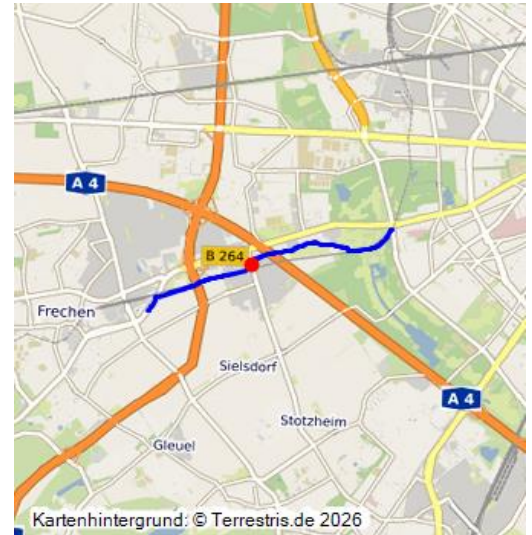 A 4
B 264
Frechen
Sielsdorf
A 4
Stotzheim
Gleuel
Kartenhintergrund: © Terrestris.de 2026